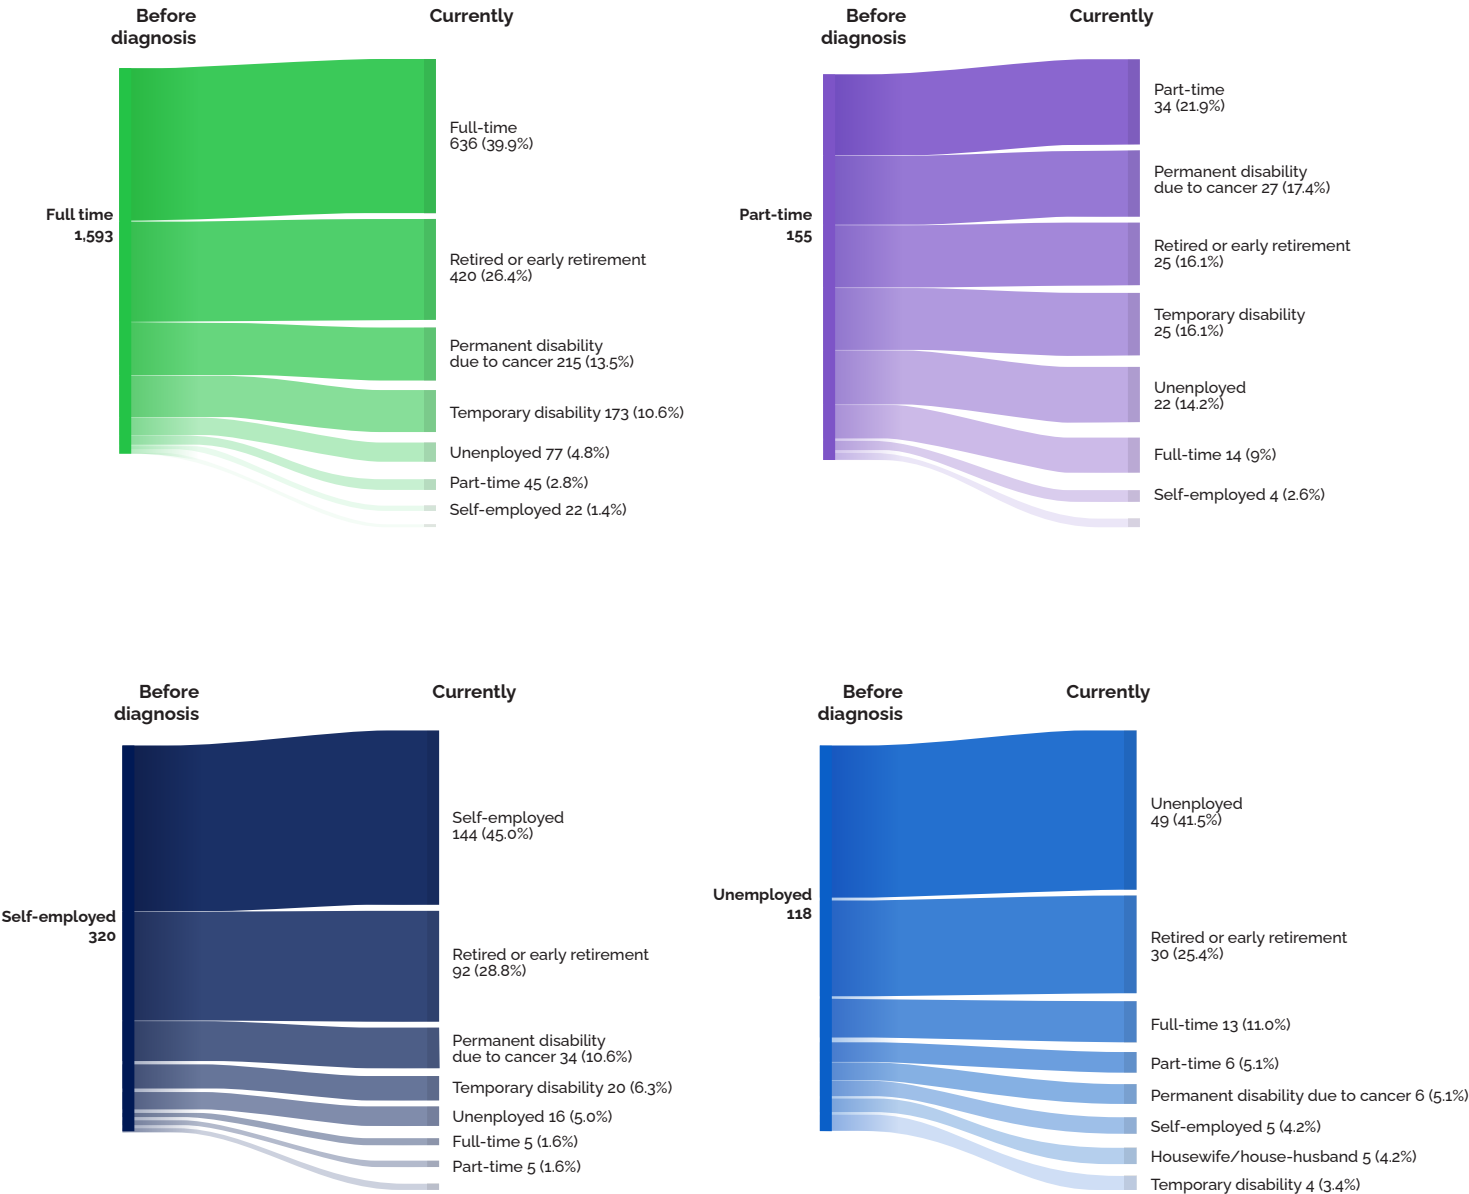 Before
diagnosis
Currently
Full time
1,593
Full-time
636 (39.9%)
Retired or early retirement
420 (26.4%)
Permanent disability
due to cancer 215 (13.5%)
Temporary disability 173 (10.6%)
Unenployed 77 (4.8%)
Part-time 45 (2.8%)
Self-employed 22 (1.4%)
Before
diagnosis
Currently
Part-time
155
Part-time
34 (21.9%)
Permanent disability
due to cancer 27 (17.4%)
Retired or early retirement
25 (16.1%)
Temporary disability
25 (16.1%)
Unenployed
22 (14.2%)
Full-time 14 (9%)
Self-employed 4 (2.6%)
Before
diagnosis
Currently
Self-employed
320
Self-employed
144 (45.0%)
Retired or early retirement
92 (28.8%)
Permanent disability
due to cancer 34 (10.6%)
Temporary disability 20 (6.3%)
Unenployed 16 (5.0%)
Full-time 5 (1.6%)
Part-time 5 (1.6%)
Before
diagnosis
Currently
Unemployed
118
Unenployed
49 (41.5%)
Retired or early retirement
30 (25.4%)
Full-time 13 (11.0%)
Part-time 6 (5.1%)
Permanent disability due to cancer 6 (5.1%)
Self-employed 5 (4.2%)
Housewife/house-husband 5 (4.2%)
Temporary disability 4 (3.4%)